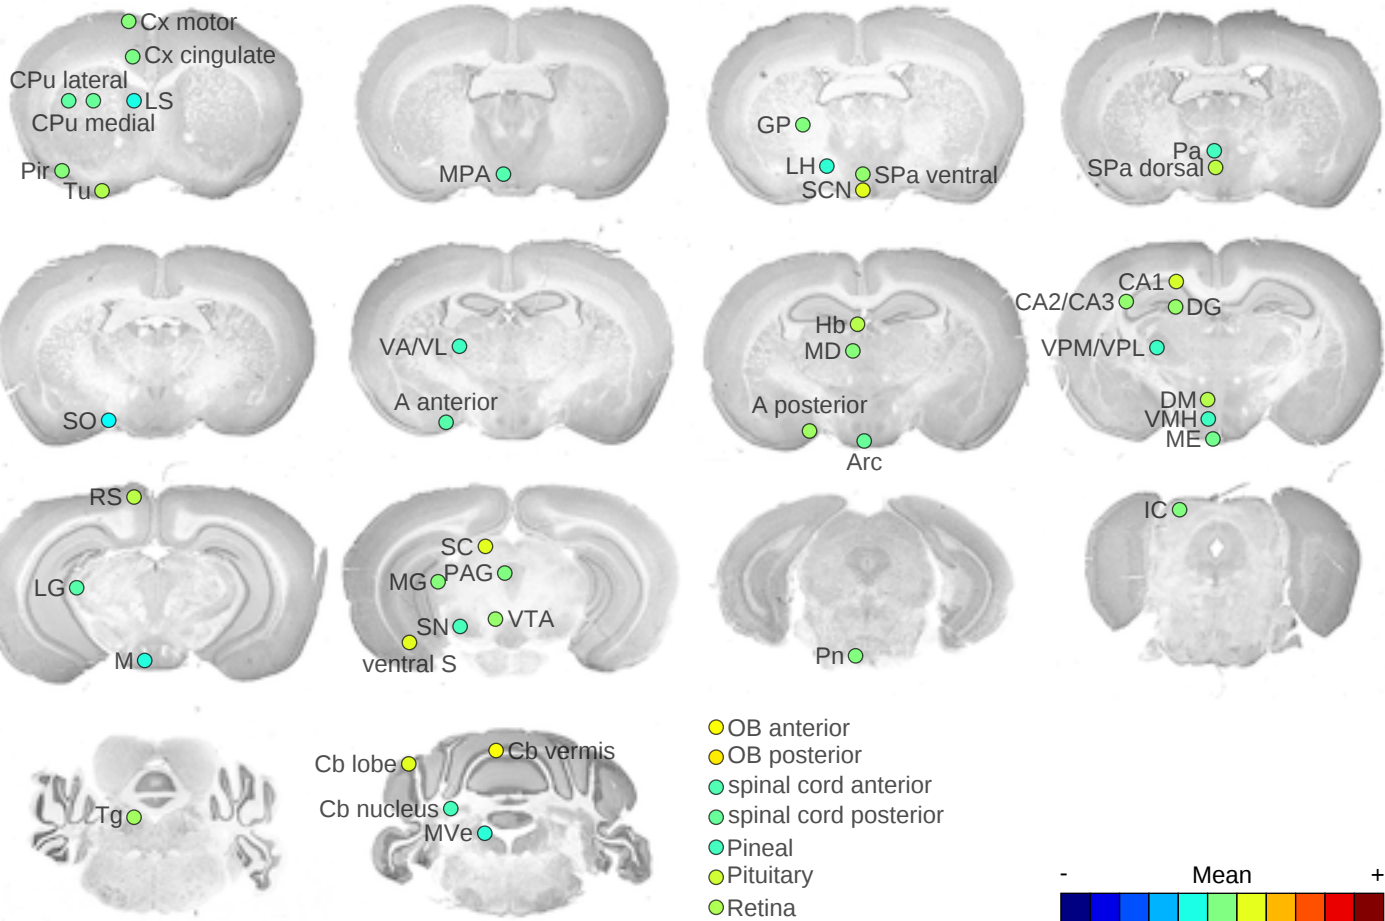 Cx motor
Cx cingulate
CPu lateral
LS
CPu medial
Pir
Tu
MPA
GP
LH
SPa ventral
SCN
Pa
SPa dorsal
SO
VA/VL
A anterior
Hb
MD
A posterior
Arc
CA1
CA2/CA3
DG
VPM/VPL
DM
VMH
ME
RS
LG
M
SC
MG
PAG
SN
VTA
ventral S
Pn
IC
Tg
Cb lobe
Cb vermis
Cb nucleus
MVe
OB anterior
OB posterior
spinal cord anterior
spinal cord posterior
Pineal
Pituitary
Retina
- Mean +